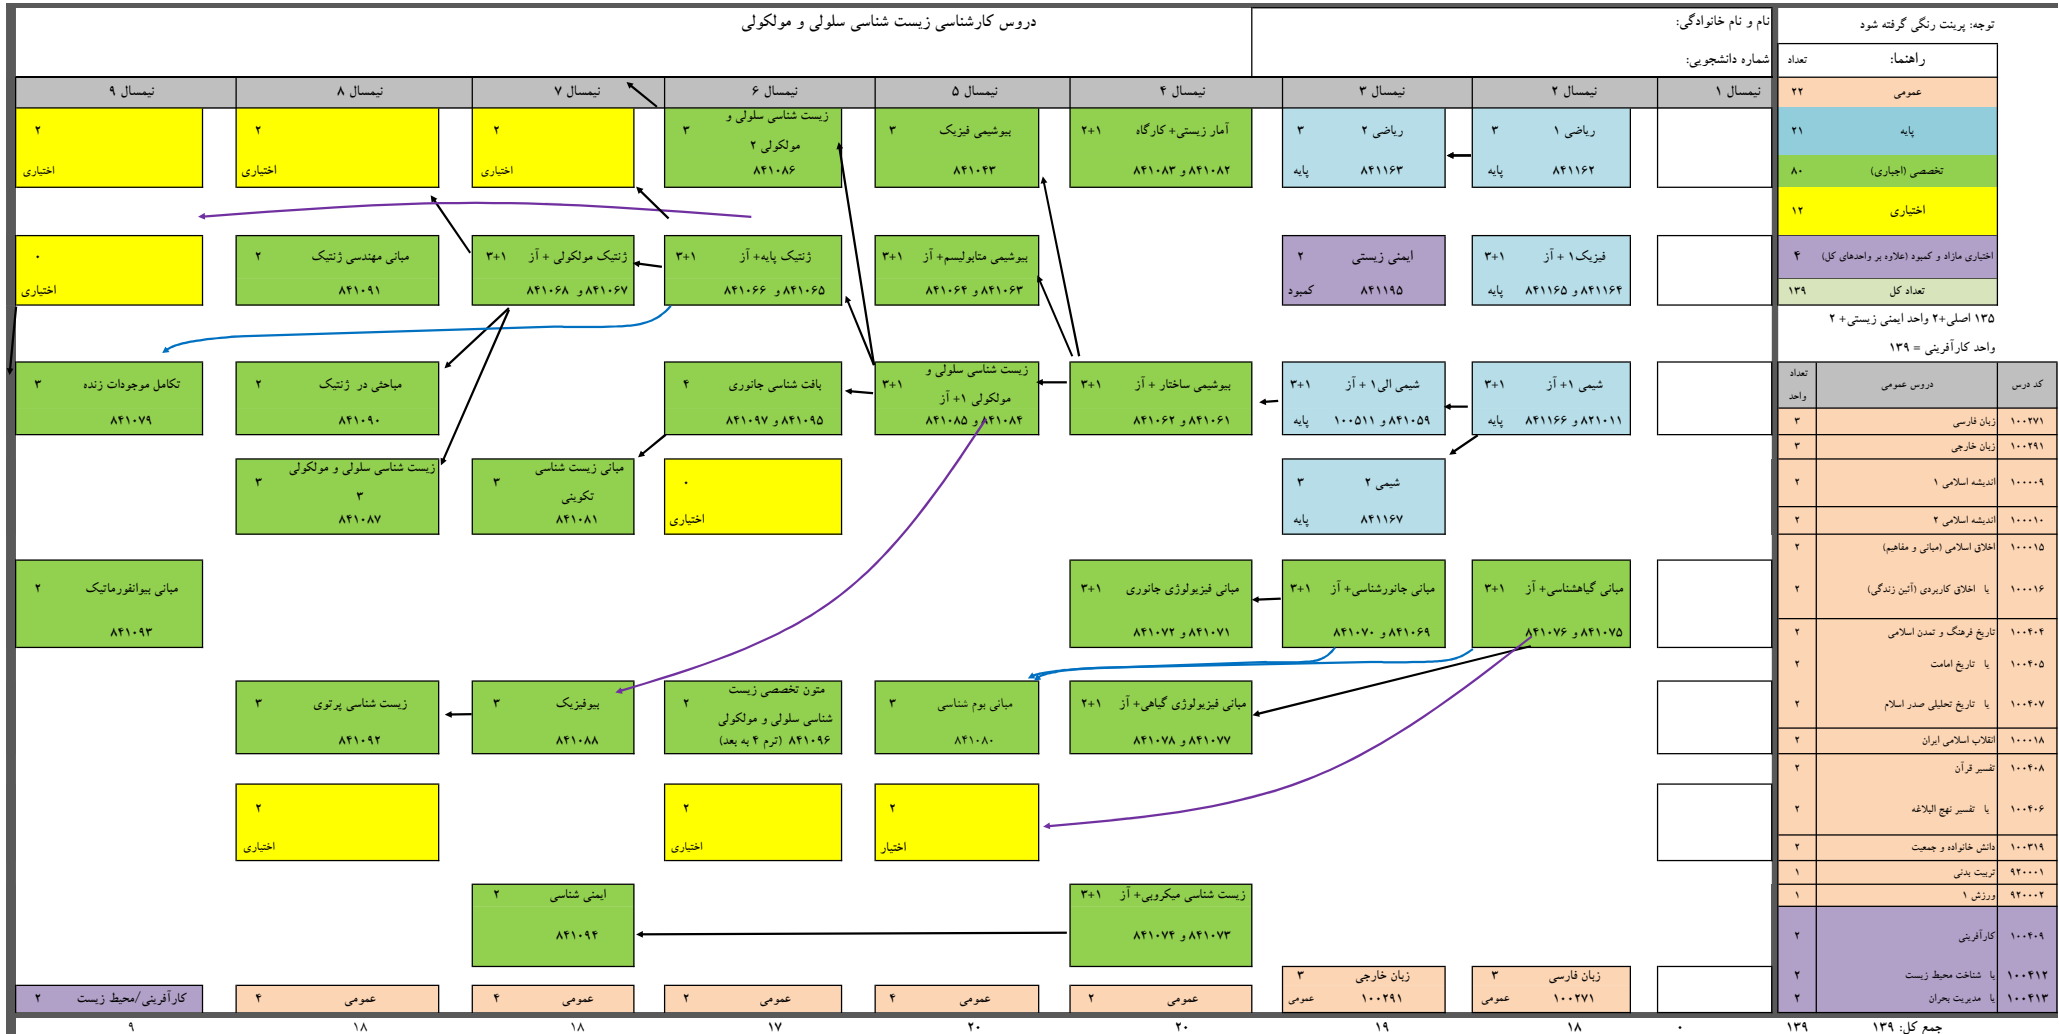 توجه: پرینت رنگی گرفته شود
نام و نام خانوادگی:
دروس کارشناسی زیست شناسی سلولی و مولکولی
شماره دانشجویی:
راهنما: تعداد
عمومی ۲۲
پایه ۲۱
تخصصی (اجباری) ۸۰
اختیاری ۱۲
اختیاری مازاد و کمبود (علاوه بر واحدهای کل) ۴
تعداد کل ۱۳۹
۱۳۵ اصلی+۲ واحد ایمنی زیستی+ ۲
واحد کارآفرینی = ۱۳۹
کد درس دروس عمومی تعداد واحد
۱۰۰۲۷۱ زبان فارسی ۳
۱۰۰۲۹۱ زبان خارجی ۳
۱۰۰۰۰۹ اندیشه اسلامی ۱ ۲
۱۰۰۰۱۰ اندیشه اسلامی ۲ ۲
۱۰۰۰۱۵ اخلاق اسلامی (مبانی و مفاهیم) ۲
۱۰۰۰۱۶ یا اخلاق کاربردی (آئین زندگی) ۲
۱۰۰۴۰۴ تاریخ فرهنگ و تمدن اسلامی ۲
۱۰۰۴۰۵ یا تاریخ امامت ۲
۱۰۰۴۰۷ یا تاریخ تحلیلی صدر اسلام ۲
۱۰۰۰۱۸ انقلاب اسلامی ایران ۲
۱۰۰۴۰۸ تفسیر قرآن ۲
۱۰۰۴۰۶ یا تفسیر نهج البلاغه ۲
۱۰۰۳۱۹ دانش خانواده و جمعیت ۲
۹۲۰۰۰۱ تربیت بدنی ۱
۹۲۰۰۰۲ ورزش ۱ ۱
۱۰۰۴۰۹ کارآفرینی ۲
۱۰۰۴۱۲ یا شناخت محیط زیست ۲
۱۰۰۴۱۳ یا مدیریت بحران ۲
جمع کل: ۱۳۹ ۱۳۹
نیمسال ۱
نیمسال ۲
نیمسال ۳
نیمسال ۴
نیمسال ۵
نیمسال ۶
نیمسال ۷
نیمسال ۸
نیمسال ۹
ریاضی ۱ ۳
۸۴۱۱۶۲ پایه
ریاضی ۲ ۳
۸۴۱۱۶۳ پایه
آمار زیستی+ کارگاه ۲+۱
۸۴۱۰۸۲ و ۸۴۱۰۸۳
بیوشیمی فیزیک ۳
۸۴۱۰۴۳
زیست شناسی سلولی و ۳
مولکولی ۲
۸۴۱۰۸۶
۲
اختیاری
۲
اختیاری
۲
اختیاری
فیزیک۱ + آز ۳+۱
۸۴۱۱۶۴ و ۸۴۱۱۶۵ پایه
ایمنی زیستی ۲
۸۴۱۱۹۵ کمبود
بیوشیمی متابولیسم+ آز ۳+۱
۸۴۱۰۶۳ و ۸۴۱۰۶۴
ژنتیک پایه+ آز ۳+۱
۸۴۱۰۶۵ و ۸۴۱۰۶۶
ژنتیک مولکولی + آز ۳+۱
۸۴۱۰۶۷ و ۸۴۱۰۶۸
مبانی مهندسی ژنتیک ۲
۸۴۱۰۹۱
۰
اختیاری
شیمی ۱+ آز ۳+۱
۸۲۱۰۱۱ و ۸۴۱۱۶۶ پایه
شیمی الی۱ + آز ۳+۱
۸۴۱۰۵۹ و ۱۰۰۵۱۱ پایه
بیوشیمی ساختار + آز ۳+۱
۸۴۱۰۶۱ و ۸۴۱۰۶۲
زیست شناسی سلولی و ۳+۱
مولکولی ۱+ آز
۸۴۱۰۸۴ و ۸۴۱۰۸۵
بافت شناسی جانوری ۴
۸۴۱۰۹۵ و ۸۴۱۰۹۷
مباحثی در ژنتیک ۲
۸۴۱۰۹۰
تکامل موجودات زنده ۳
۸۴۱۰۷۹
شیمی ۲ ۳
۸۴۱۱۶۷ پایه
۰
اختیاری
مبانی زیست شناسی ۳
تکوینی
۸۴۱۰۸۱
زیست شناسی سلولی و مولکولی ۳
۳
۸۴۱۰۸۷
مبانی گیاهشناسی+ آز ۳+۱
۸۴۱۰۷۵ و ۸۴۱۰۷۶
مبانی جانورشناسی+ آز ۳+۱
۸۴۱۰۶۹ و ۸۴۱۰۷۰
مبانی فیزیولوژی جانوری ۳+۱
۸۴۱۰۷۱ و ۸۴۱۰۷۲
مبانی بیوانفورماتیک ۲
۸۴۱۰۹۳
مبانی فیزیولوژی گیاهی+ آز ۲+۱
۸۴۱۰۷۷ و ۸۴۱۰۷۸
مبانی بوم شناسی ۳
۸۴۱۰۸۰
متون تخصصی زیست
شناسی سلولی و مولکولی ۲
۸۴۱۰۹۶ (ترم ۴ به بعد)
بیوفیزیک ۳
۸۴۱۰۸۸
زیست شناسی پرتوی ۳
۸۴۱۰۹۲
۲
اختیار
۲
اختیاری
۲
اختیاری
زیست شناسی میکروبی+ آز ۳+۱
۸۴۱۰۷۳ و ۸۴۱۰۷۴
ایمنی شناسی ۲
۸۴۱۰۹۴
زبان فارسی ۳
۱۰۰۲۷۱ عمومی
زبان خارجی ۳
۱۰۰۲۹۱ عمومی
عمومی ۲
عمومی ۴
عمومی ۲
عمومی ۴
عمومی ۴
کارآفرینی/محیط زیست ۲
۰ ۱۸ ۱۹ ۲۰ ۲۰ ۱۷ ۱۸ ۱۸ ۹